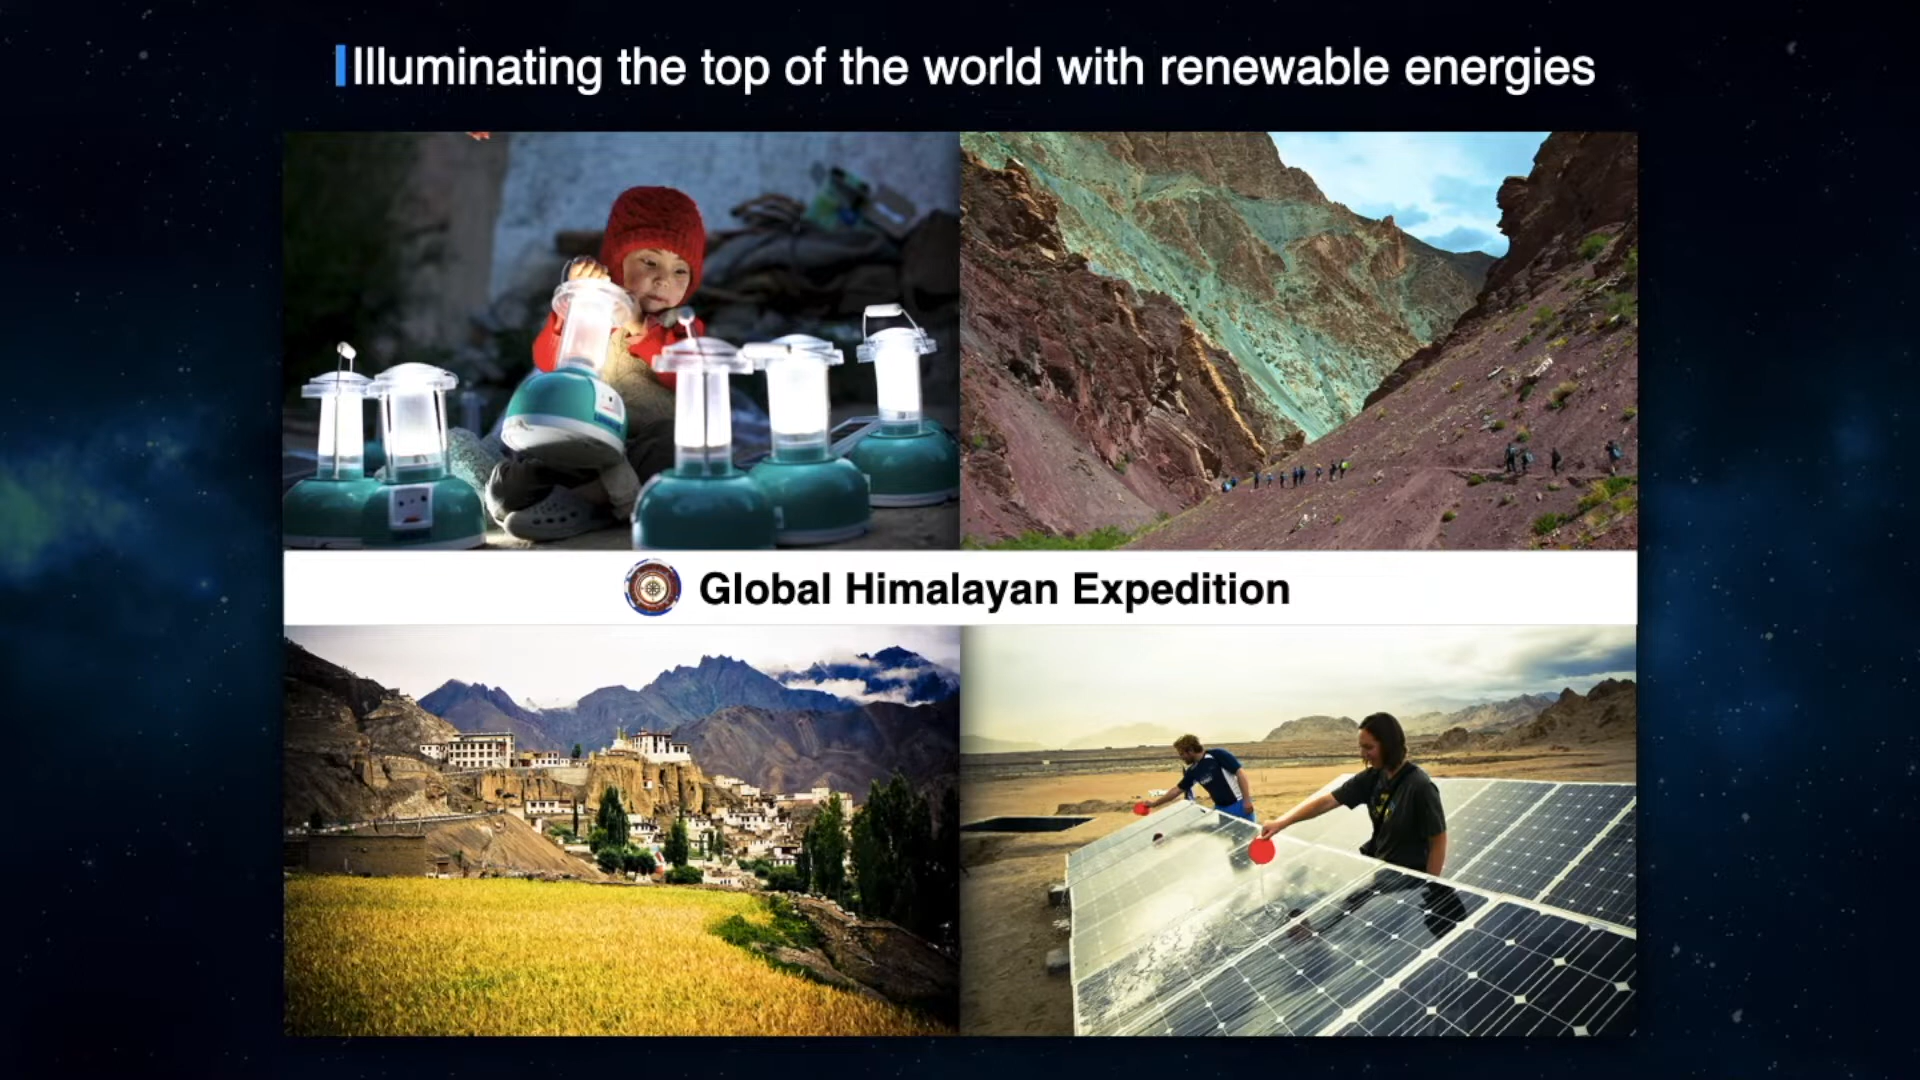 Illuminating the top of the world with renewable energies
Global Himalayan Expedition